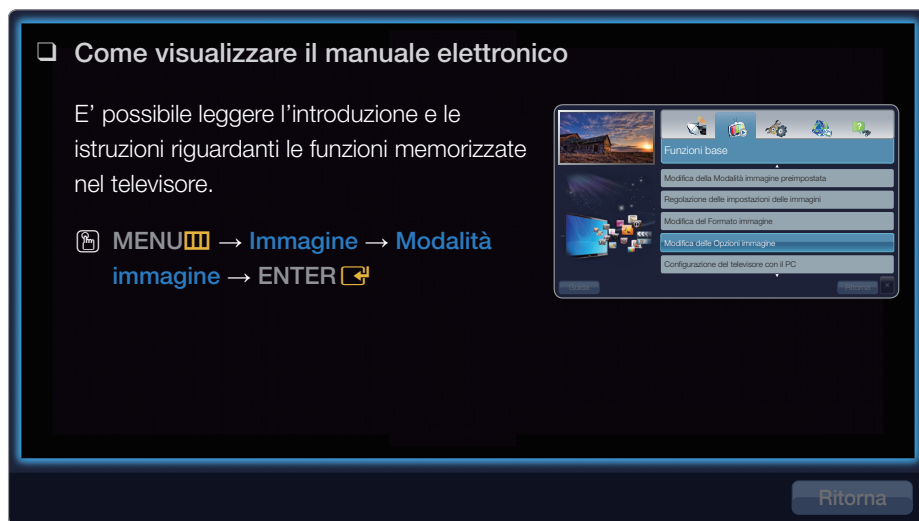 ❑ Come visualizzare il manuale elettronico
E’ possibile leggere l’introduzione e le
istruzioni riguardanti le funzioni memorizzate
nel televisore.
MENU → Immagine → Modalità
immagine → ENTER
Funzioni base
Modifica della Modalità immagine preimpostata
Regolazione delle impostazioni delle immagini
Modifica del Formato immagine
Modifica delle Opzioni immagine
Configurazione del televisore con il PC
Guida
Ritorna
Ritorna